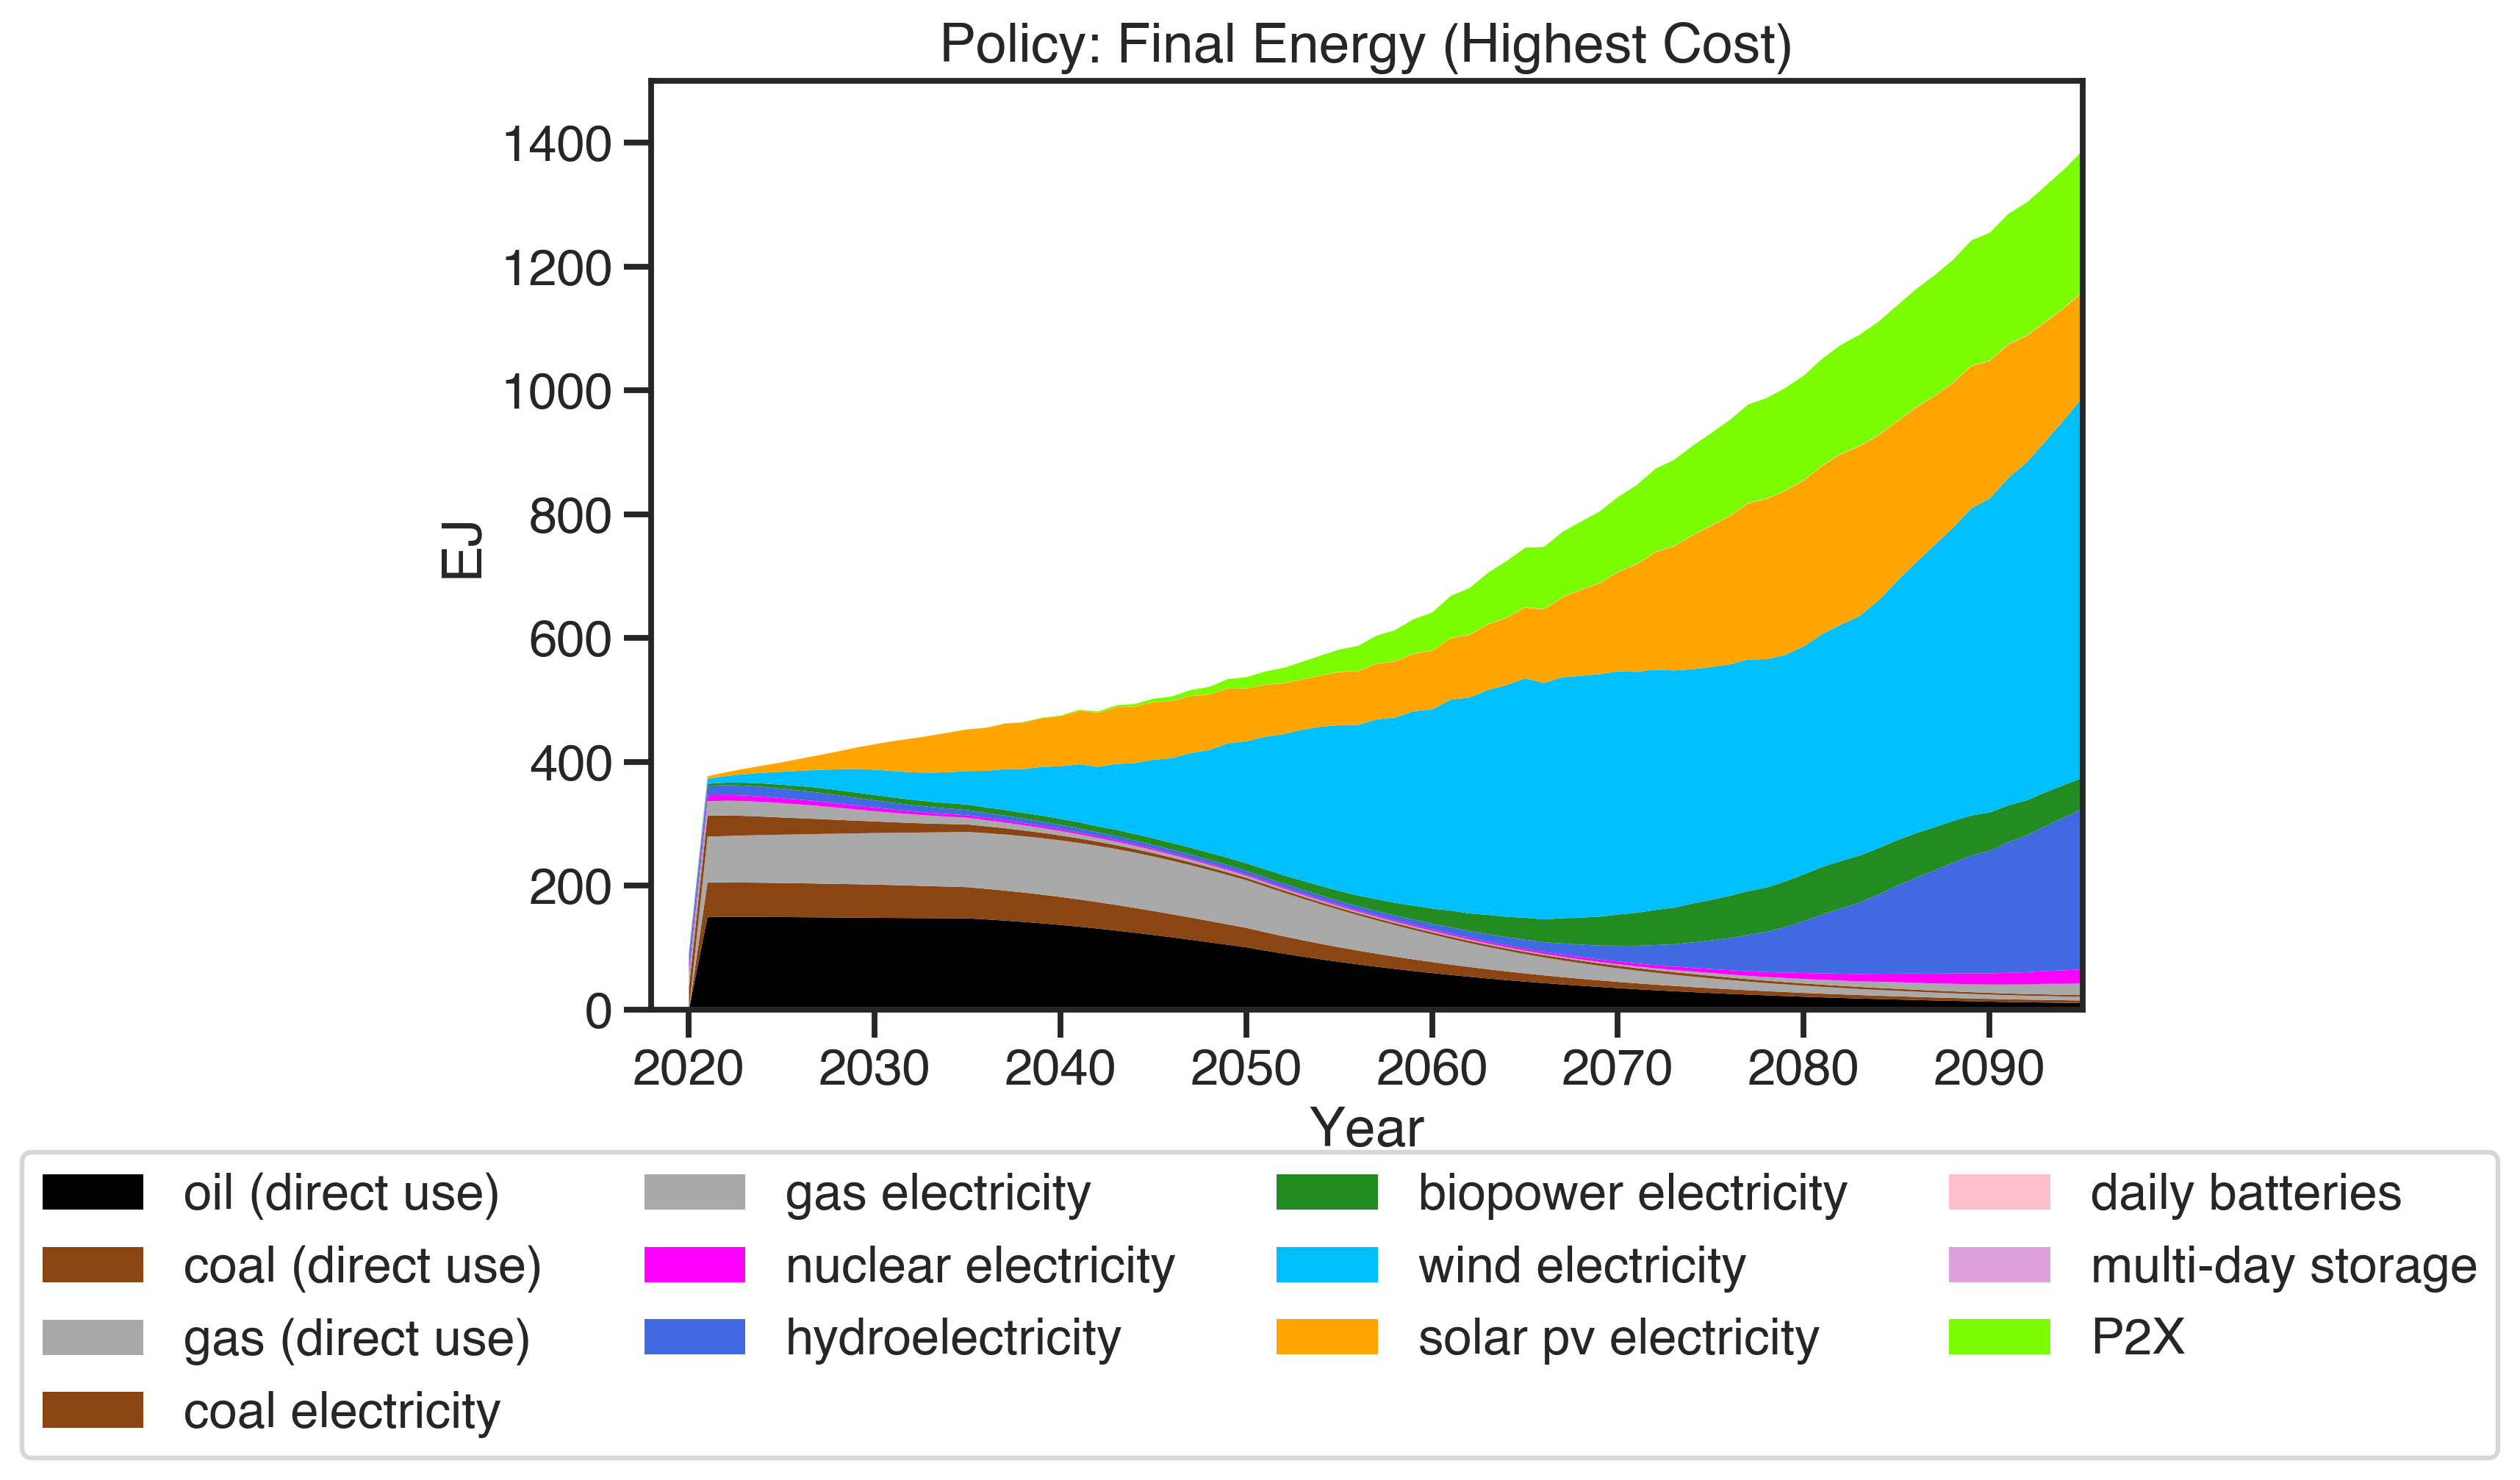 Policy: Final Energy (Highest Cost)
1400
1200
1000
800
600
400
200
0
EJ
2020 2030 2040 2050 2060 2070 2080 2090
Year
oil (direct use)
coal (direct use)
gas (direct use)
coal electricity
gas electricity
nuclear electricity
hydroelectricity
biopower electricity
wind electricity
solar pv electricity
daily batteries
multi-day storage
P2X